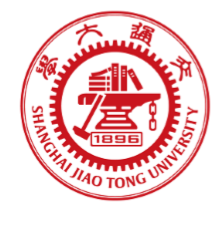 交通大學
SHANGHAI JIAO TONG UNIVERSITY
1896